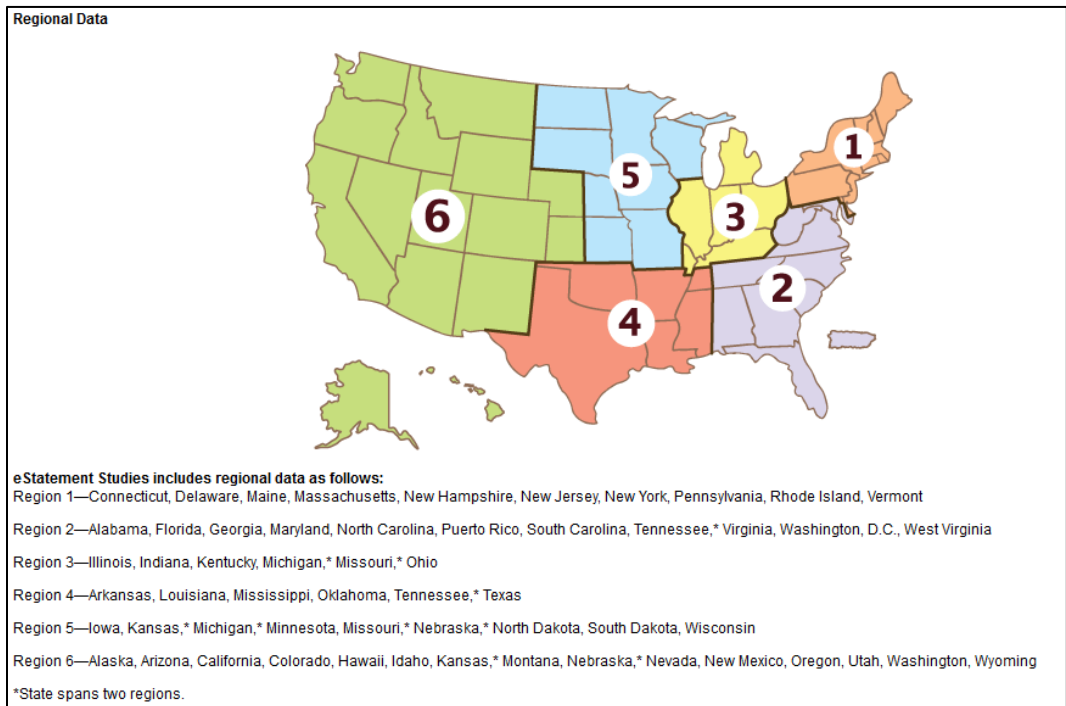 Regional Data
1
5
3
6
2
4
eStatement Studies includes regional data as follows:
Region 1—Connecticut, Delaware, Maine, Massachusetts, New Hampshire, New Jersey, New York, Pennsylvania, Rhode Island, Vermont
Region 2—Alabama, Florida, Georgia, Maryland, North Carolina, Puerto Rico, South Carolina, Tennessee,* Virginia, Washington, D.C., West Virginia
Region 3—Illinois, Indiana, Kentucky, Michigan,* Missouri,* Ohio
Region 4—Arkansas, Louisiana, Mississippi, Oklahoma, Tennessee,* Texas
Region 5—Iowa, Kansas,* Michigan,* Minnesota, Missouri,* Nebraska,* North Dakota, South Dakota, Wisconsin
Region 6—Alaska, Arizona, California, Colorado, Hawaii, Idaho, Kansas,* Montana, Nebraska,* Nevada, New Mexico, Oregon, Utah, Washington, Wyoming
*State spans two regions.